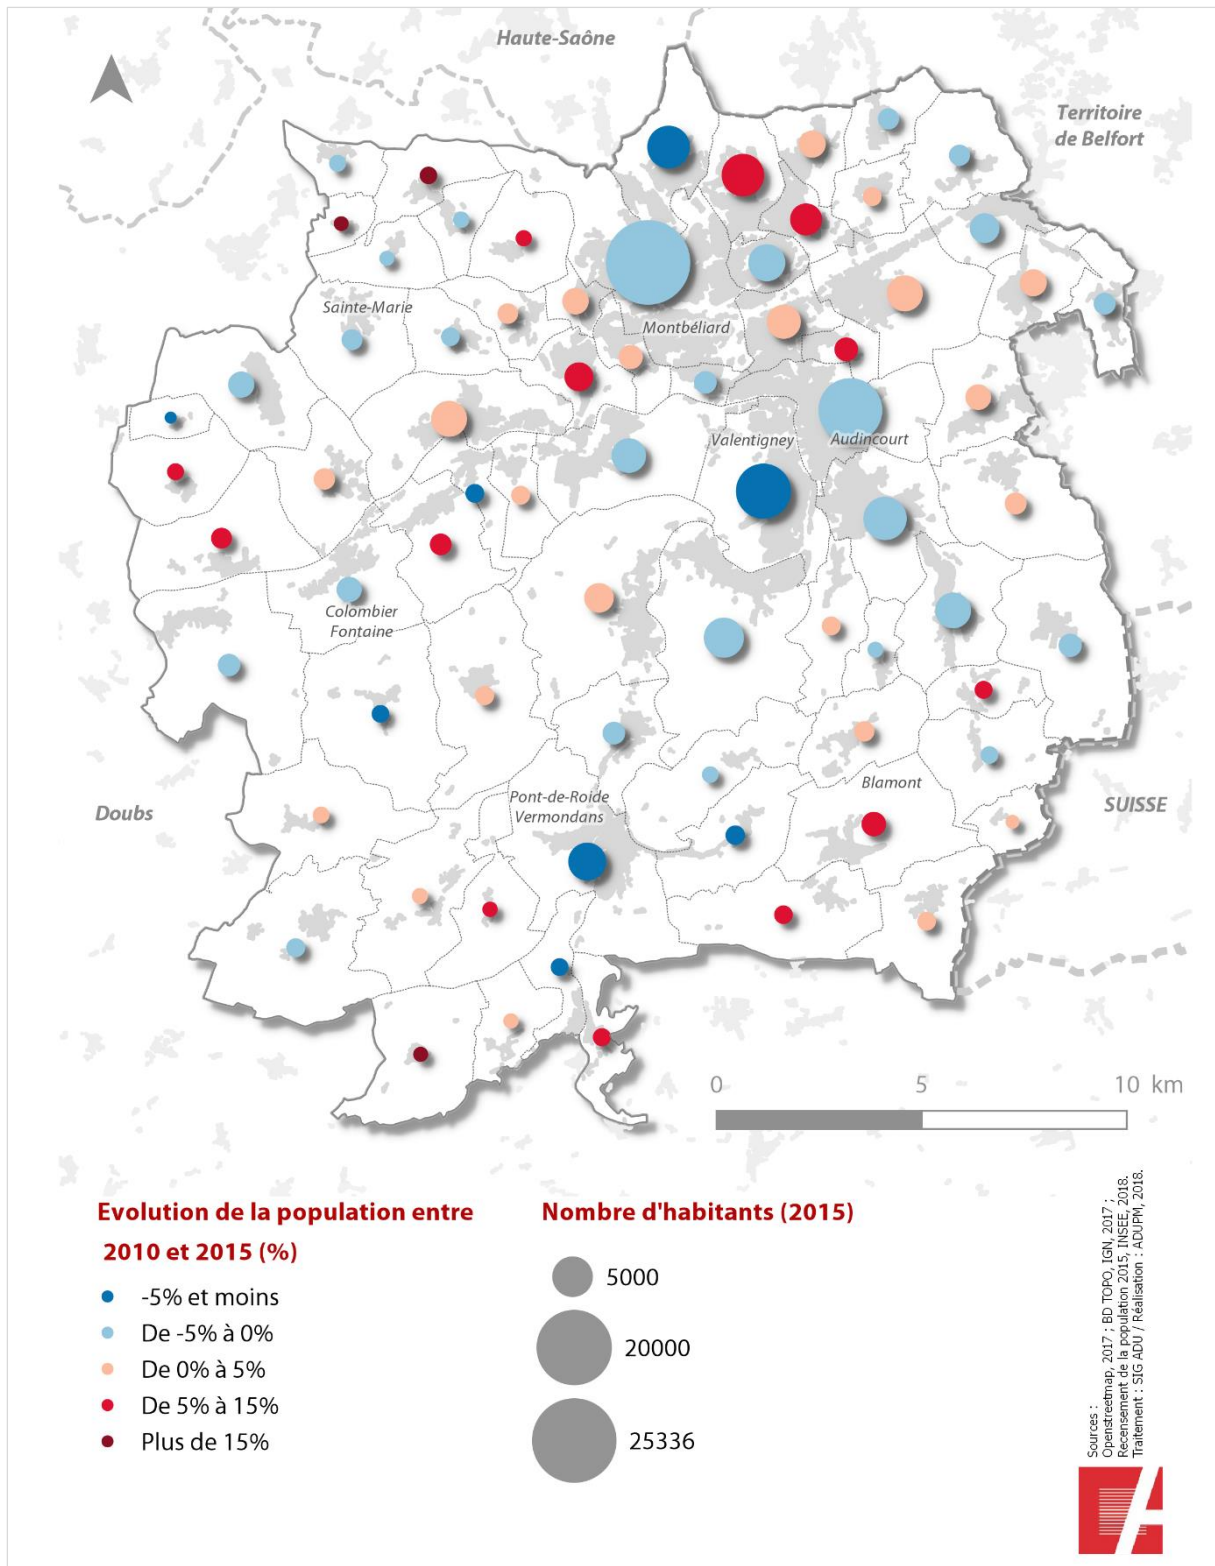 Haute-Saône
Territoire
de Belfort
Sainte-Marie
Montbéliard
Valentigney
Audincourt
Colombier
Fontaine
Pont-de-Roide
Vermondans
Blamont
Doubs
SUISSE
0 5 10 km
Evolution de la population entre
2010 et 2015 (%)
-5% et moins
De -5% à 0%
De 0% à 5%
De 5% à 15%
Plus de 15%
Nombre d'habitants (2015)
5000
20000
25336
Sources :
Openstreetmap, 2017 ; BD TOPO, IGN, 2017 ;
Recensement de la population 2015, INSEE, 2018.
Traitement : SIG ADU / Réalisation : ADUPM, 2018.